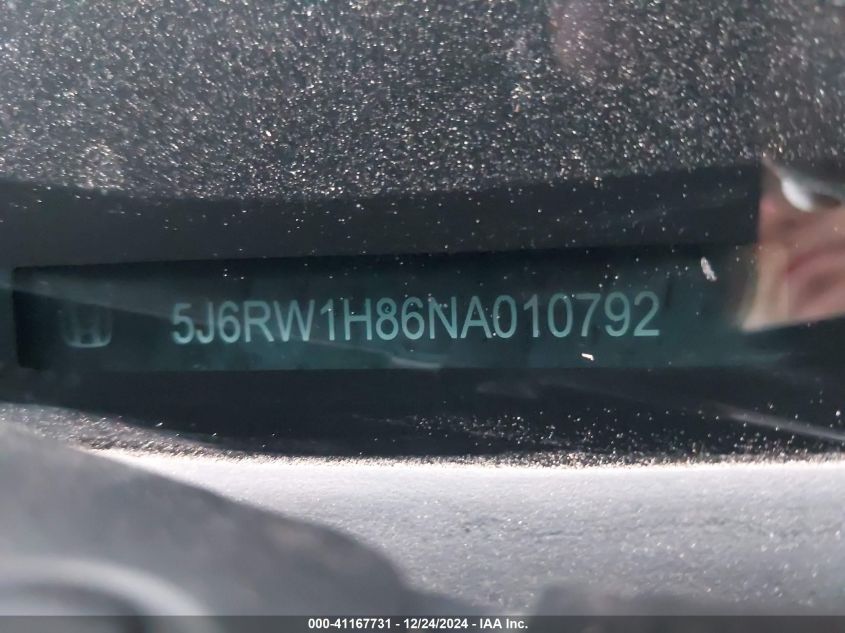 5J6RW1H86NA010792
000-41167731 - 12/24/2024 - IAA Inc.